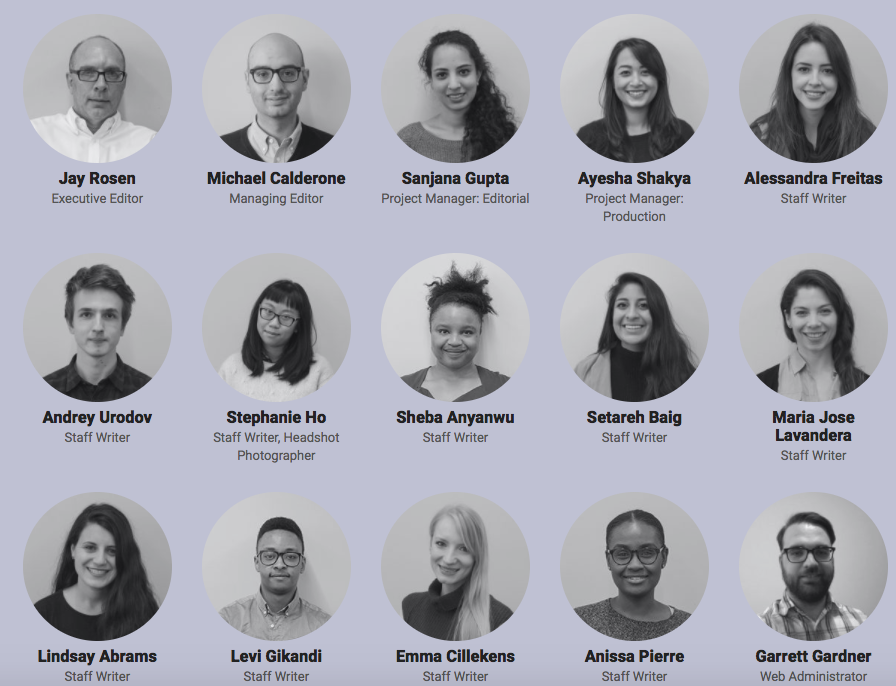 Jay Rosen
Executive Editor
Michael Calderone
Managing Editor
Sanjana Gupta
Project Manager: Editorial
Ayesha Shakya
Project Manager:
Production
Alessandra Freitas
Staff Writer
Andrey Urodov
Staff Writer
Stephanie Ho
Staff Writer, Headshot
Photographer
Sheba Anyanwu
Staff Writer
Setareh Baig
Staff Writer
Maria Jose
Lavandera
Staff Writer
Lindsay Abrams
Staff Writer
Levi Gikandi
Staff Writer
Emma Cillekens
Staff Writer
Anissa Pierre
Staff Writer
Garrett Gardner
Web Administrator